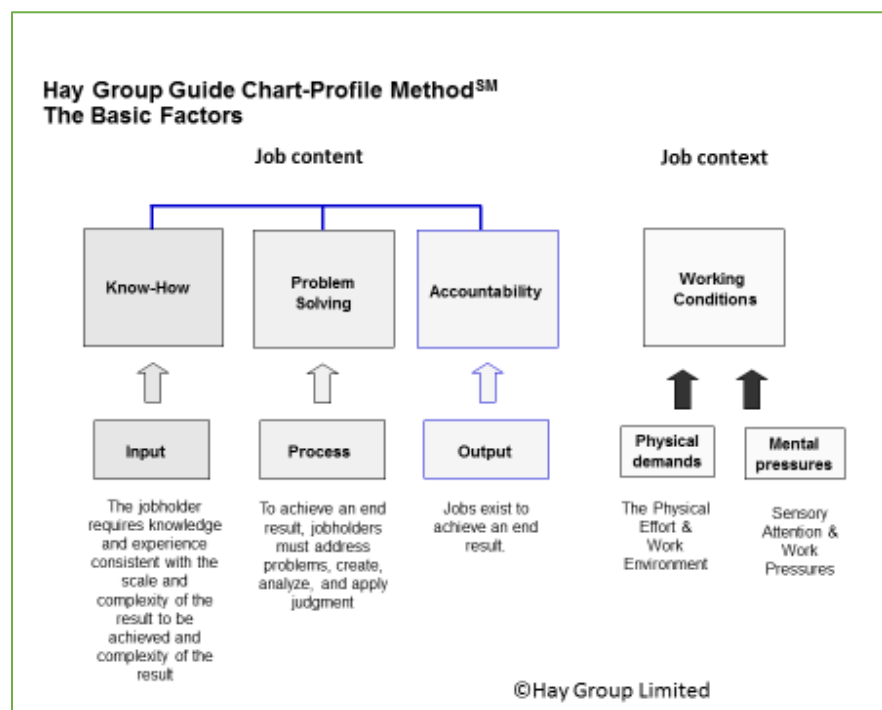 Hay Group Guide Chart-Profile Method℠
The Basic Factors
Job content
Job context
Know-How
Problem
Solving
Accountability
Working
Conditions
Input
Process
Output
Physical
demands
Mental
pressures
The jobholder
requires knowledge
and experience
consistent with the
scale and
complexity of the
result to be
achieved and
complexity of the
result
To achieve an end
result, jobholders
must address
problems, create,
analyze, and apply
judgment
Jobs exist to
achieve an end
result.
The Physical
Effort &
Work
Environment
Sensory
Attention &
Work
Pressures
©Hay Group Limited